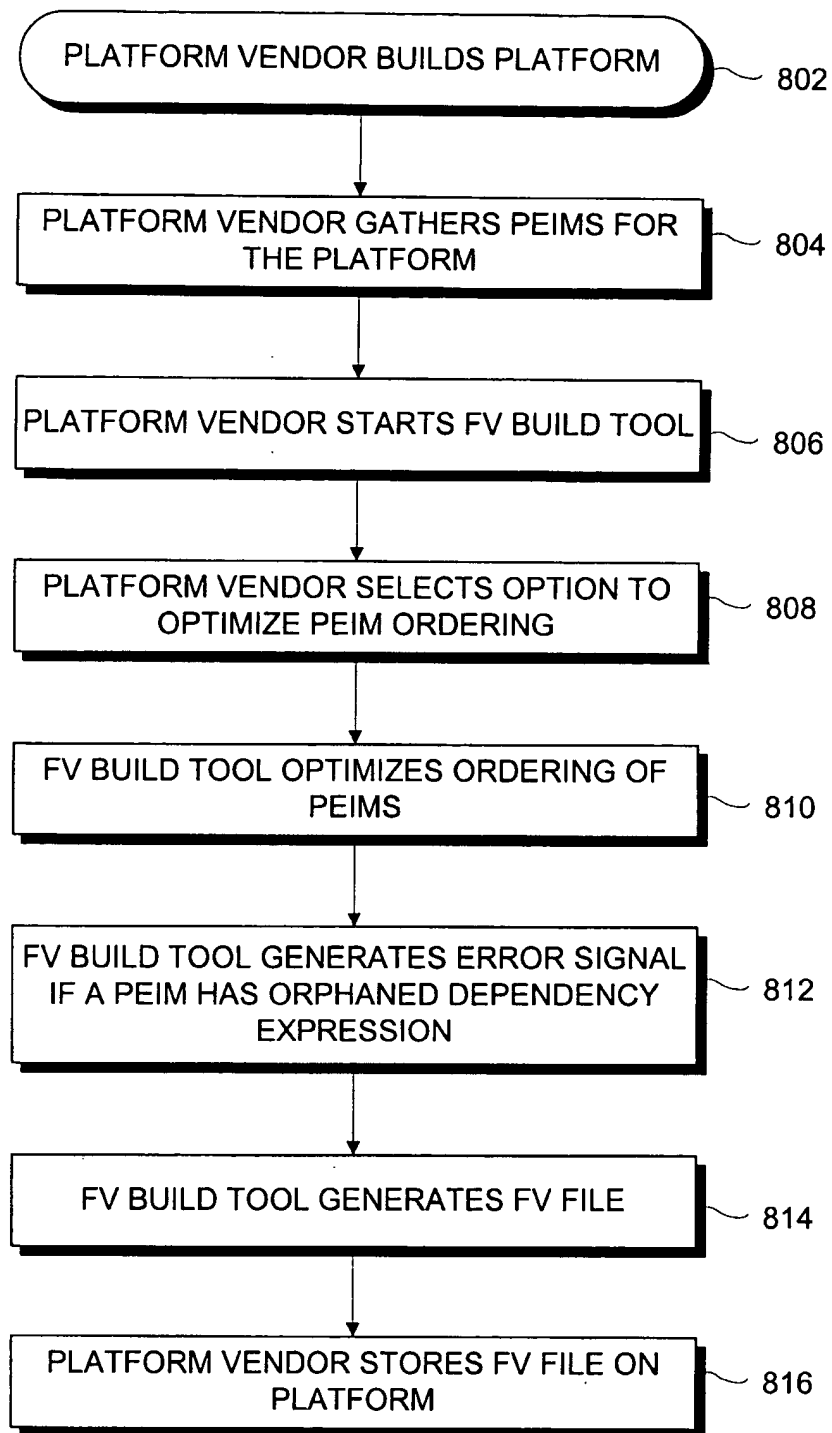 PLATFORM VENDOR BUILDS PLATFORM
802
PLATFORM VENDOR GATHERS PEIMS FOR
THE PLATFORM
804
PLATFORM VENDOR STARTS FV BUILD TOOL
806
PLATFORM VENDOR SELECTS OPTION TO
OPTIMIZE PEIM ORDERING
808
FV BUILD TOOL OPTIMIZES ORDERING OF
PEIMS
810
FV BUILD TOOL GENERATES ERROR SIGNAL
IF A PEIM HAS ORPHANED DEPENDENCY
EXPRESSION
812
FV BUILD TOOL GENERATES FV FILE
814
PLATFORM VENDOR STORES FV FILE ON
PLATFORM
816